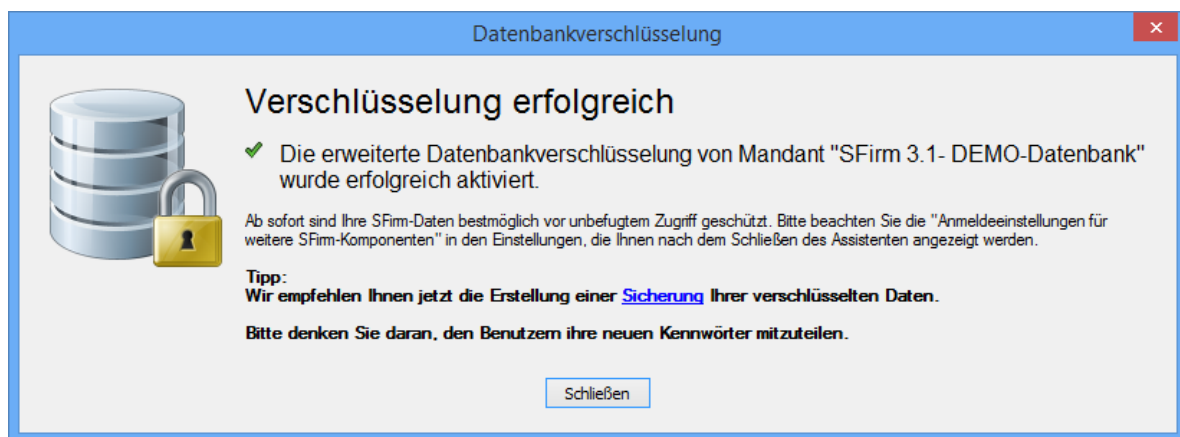 Datenbankverschlüsselung
Verschlüsselung erfolgreich
Die erweiterte Datenbankverschlüsselung von Mandant "SFirm 3.1- DEMO-Datenbank"
wurde erfolgreich aktiviert.
Ab sofort sind Ihre SFirm-Daten bestmöglich vor unbefugtem Zugriff geschützt. Bitte beachten Sie die "Anmeldeeinstellungen für
weitere SFirm-Komponenten" in den Einstellungen, die Ihnen nach dem Schließen des Assistenten angezeigt werden.
Tipp:
Wir empfehlen Ihnen jetzt die Erstellung einer Sicherung Ihrer verschlüsselten Daten.
Bitte denken Sie daran, den Benutzern ihre neuen Kennwörter mitzuteilen.
Schließen